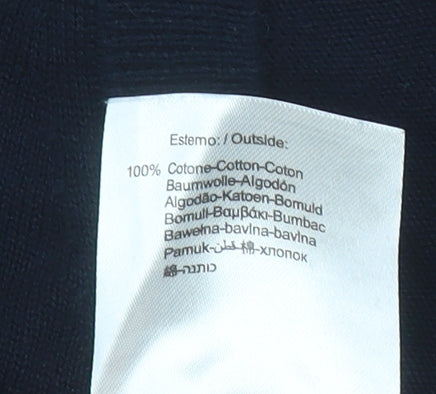 Esterno: / Outside:
100% Cotone-Cotton-Coton
Baumwolle-Algodón
Algodão-Katoen-Bomuld
Bomull-Βαμβάκι-Bumbac
Bawełna-bavlna-bavlna
Pamuk-قطن-棉-хлопок
綿-כותנה